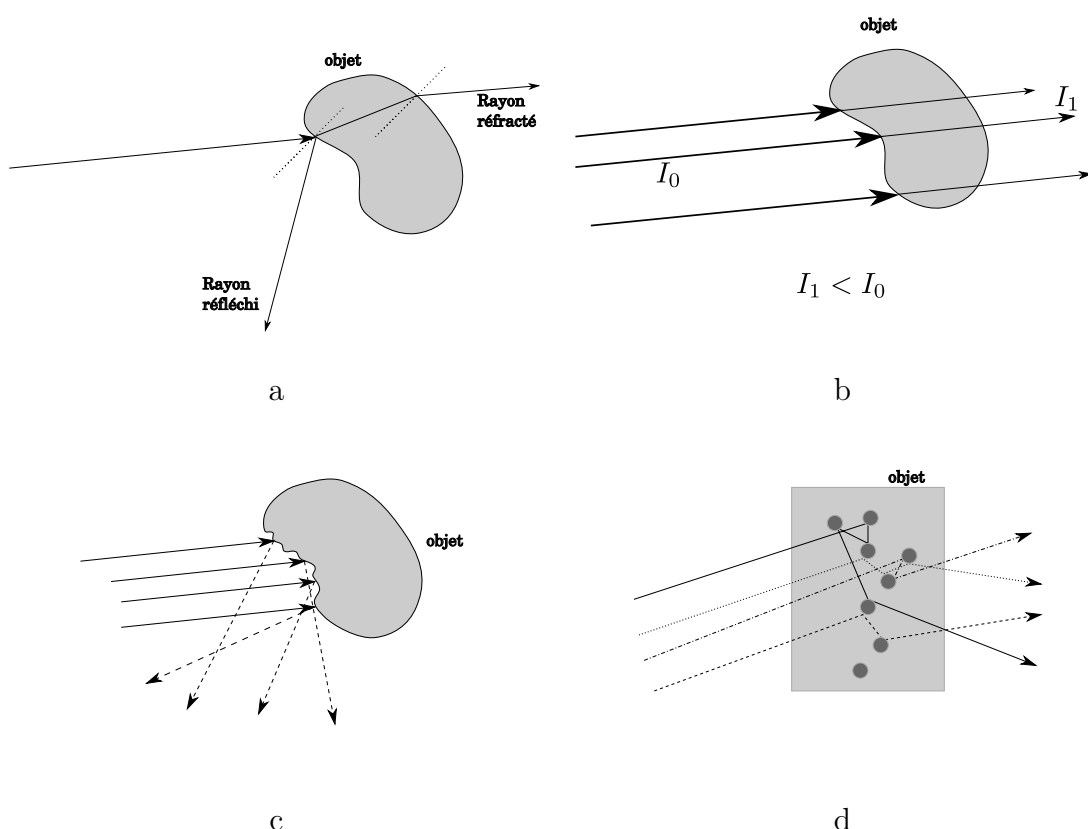 objet
Rayon
réfracté
Rayon
réfléchi
a
objet
I₁
I₀
I₁ < I₀
b
objet
c
objet
d